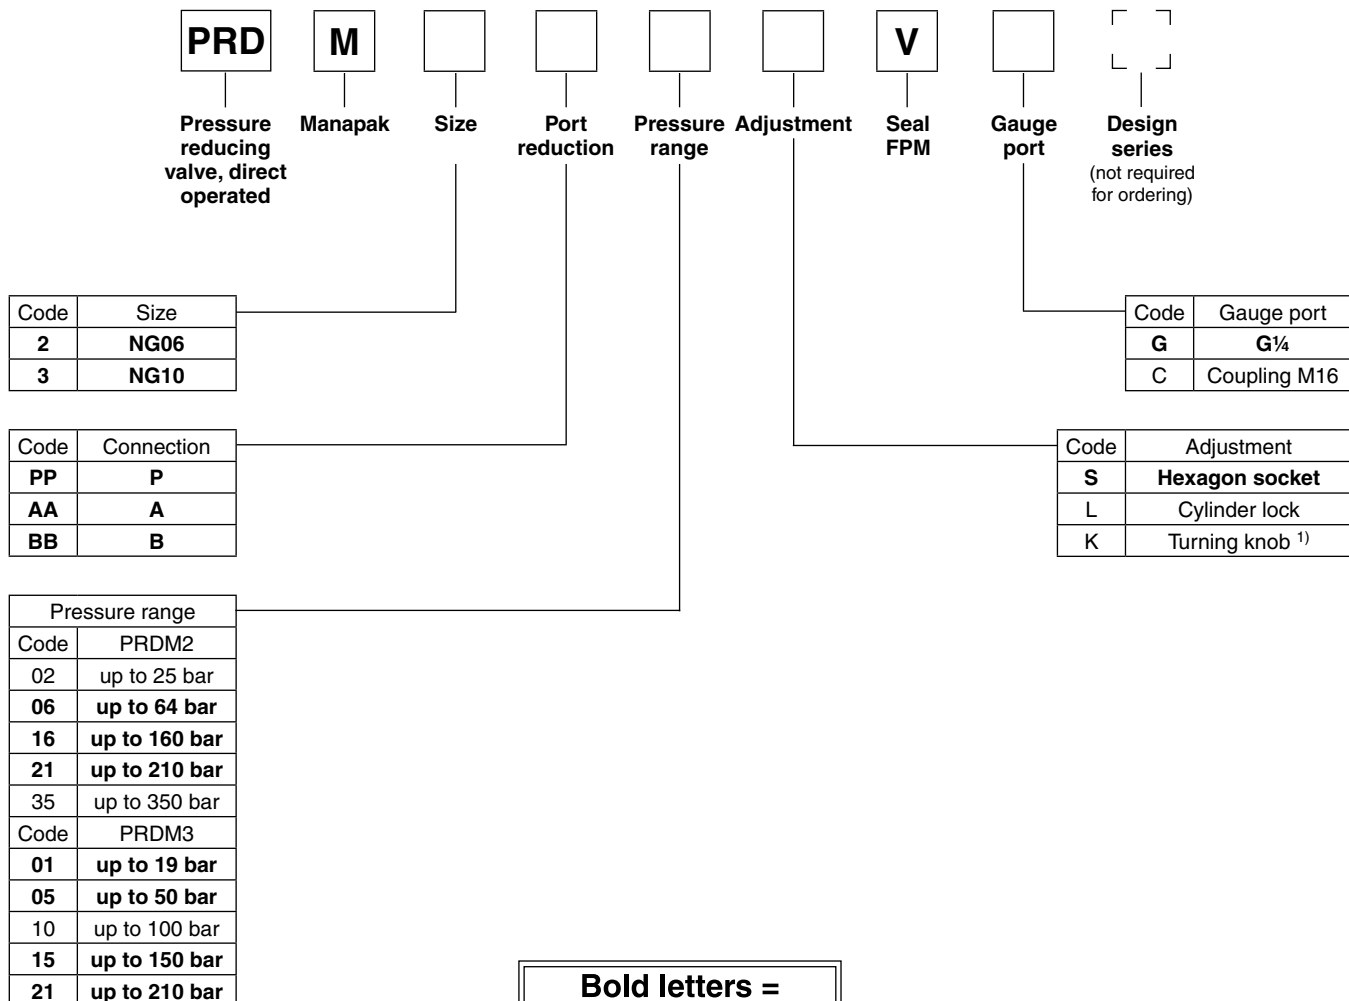 PRD M V
Pressure reducing valve, direct operated
Manapak
Size
Port reduction
Pressure range
Adjustment
Seal FPM
Gauge port
Design series
(not required for ordering)
Code Size
2 NG06
3 NG10
Code Gauge port
G G¼
C Coupling M16
Code Connection
PP P
AA A
BB B
Code Adjustment
S Hexagon socket
L Cylinder lock
K Turning knob 1)
Pressure range
Code PRDM2
02 up to 25 bar
06 up to 64 bar
16 up to 160 bar
21 up to 210 bar
35 up to 350 bar
Code PRDM3
01 up to 19 bar
05 up to 50 bar
10 up to 100 bar
15 up to 150 bar
21 up to 210 bar
Bold letters =